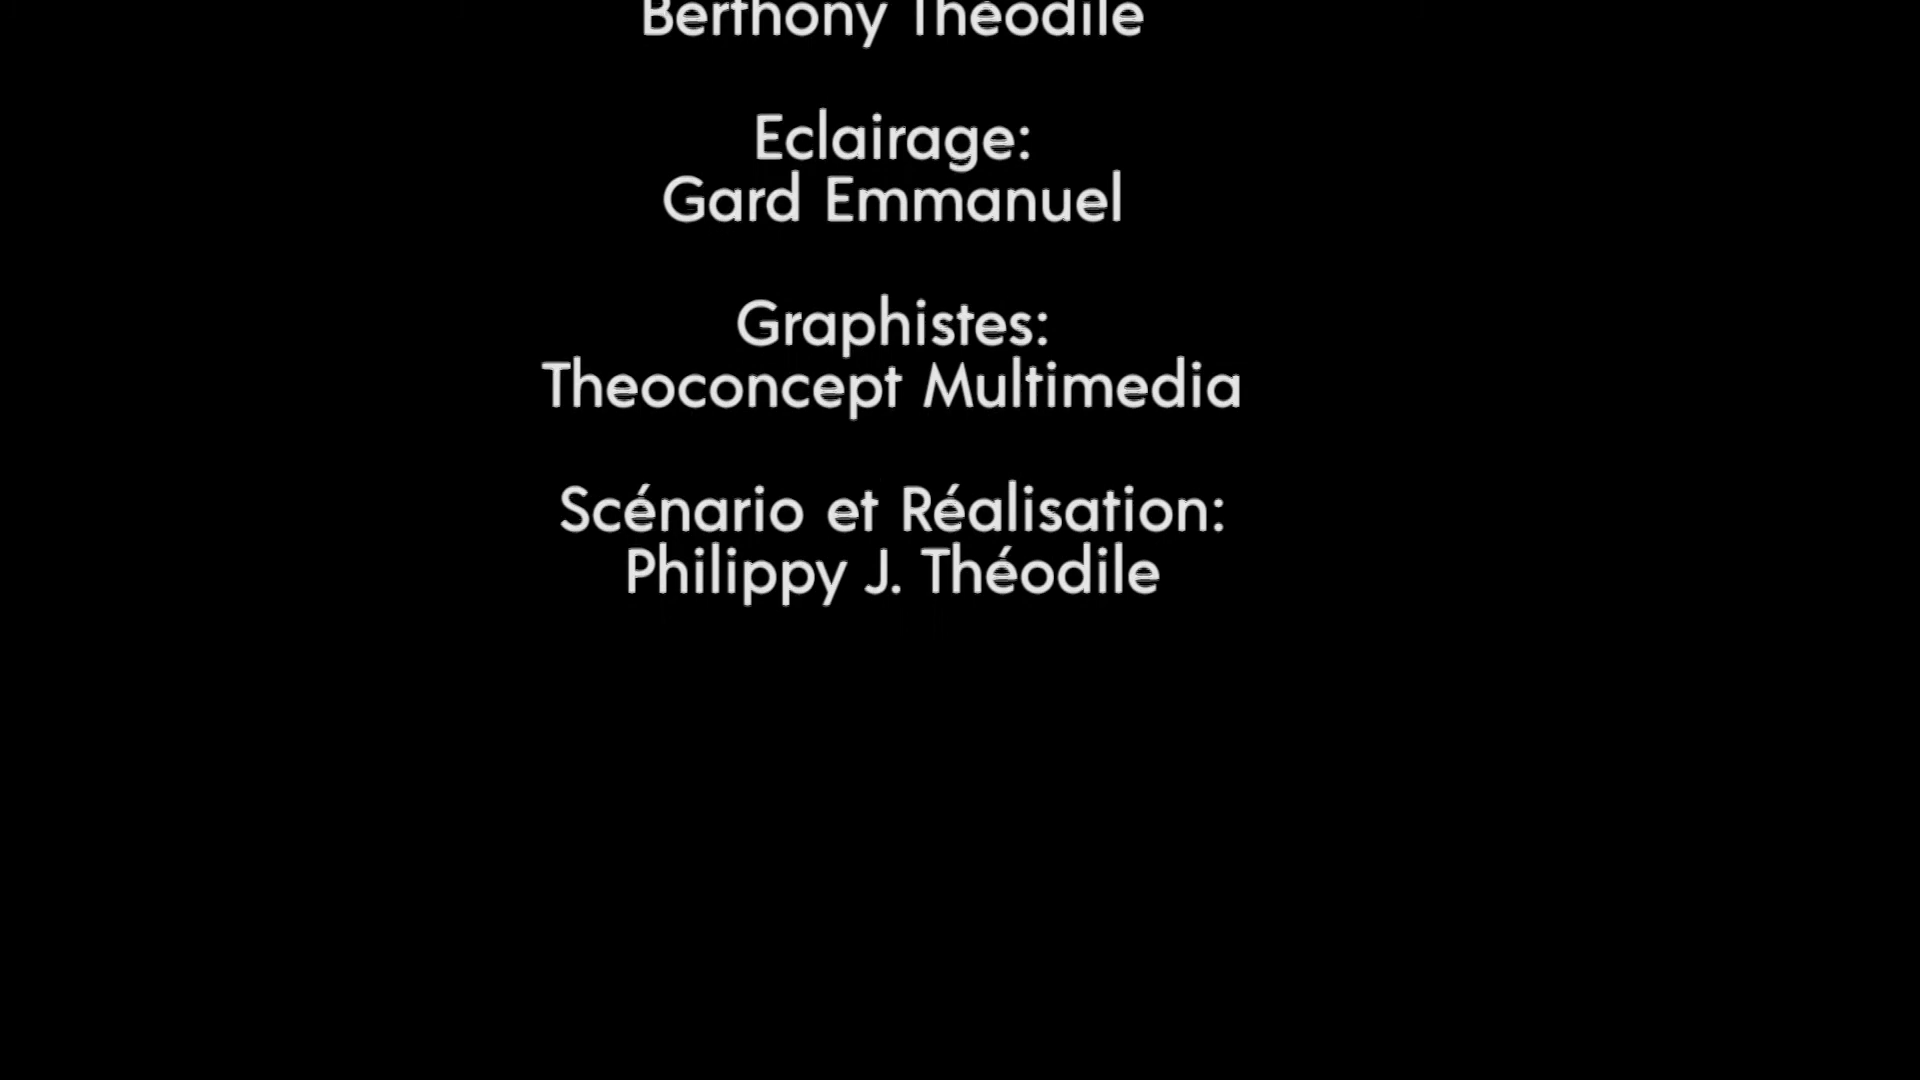 Berthony Théodile
Eclairage:
Gard Emmanuel
Graphistes:
Theoconcept Multimedia
Scénario et Réalisation:
Philippy J. Théodile